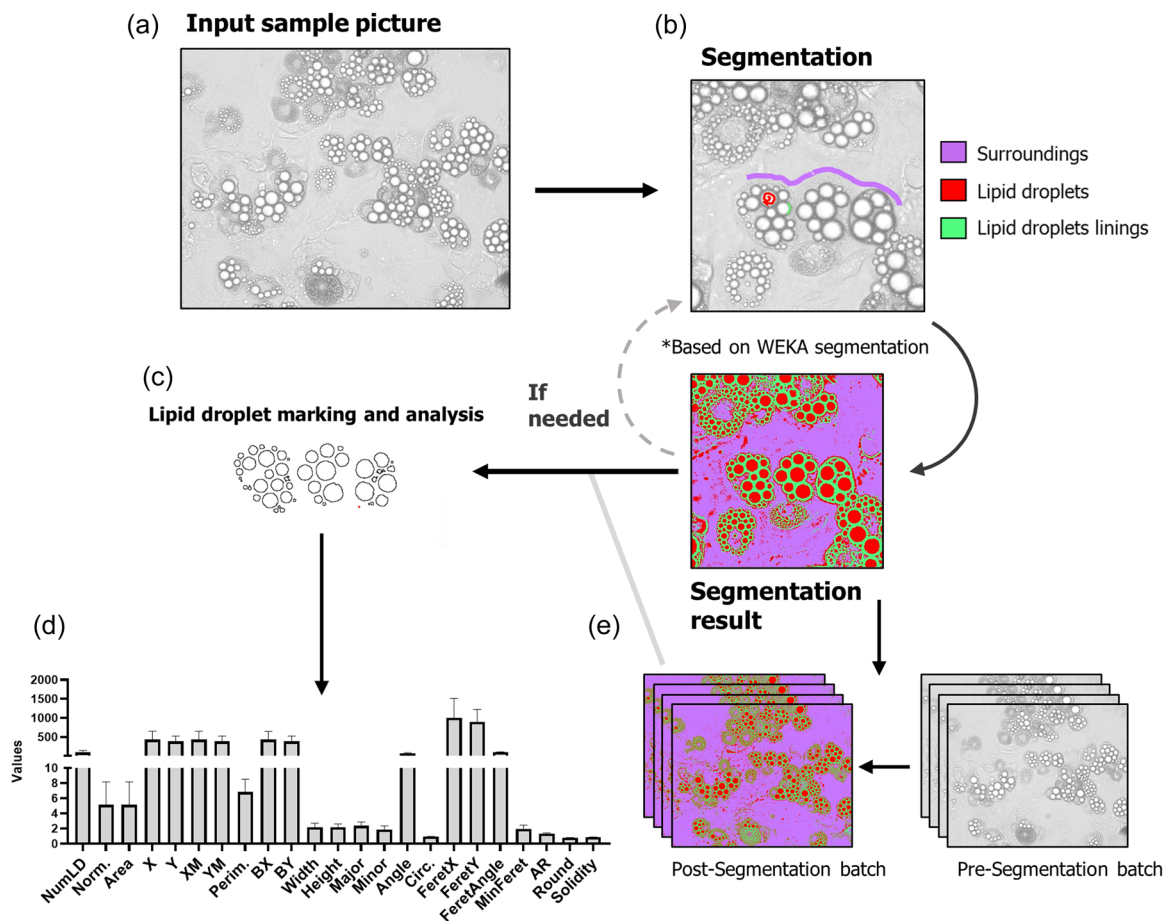 (a)
Input sample picture
(b)
Segmentation
Surroundings
Lipid droplets
Lipid droplets linings
*Based on WEKA segmentation
If
needed
(c)
Lipid droplet marking and analysis
Segmentation
result
(d)
2000
1500
1000
500
10
8
6
4
2
0
Values
NumLD
Norm.
Area
X
Y
XM
YM
Perim.
BX
BY
Width
Height
Major
Minor
Angle
Circ.
FeretX
FeretY
FeretAngle
MinFeret
AR
Round
Solidity
(e)
Post-Segmentation batch
Pre-Segmentation batch